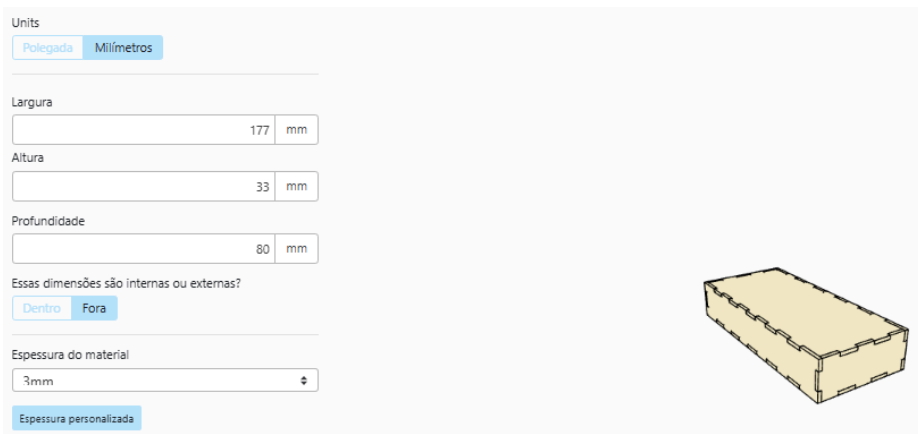 Units
Polegada Milímetros
Largura
177 mm
Altura
33 mm
Profundidade
80 mm
Essas dimensões são internas ou externas?
Dentro Fora
Espessura do material
3mm
Espessura personalizada